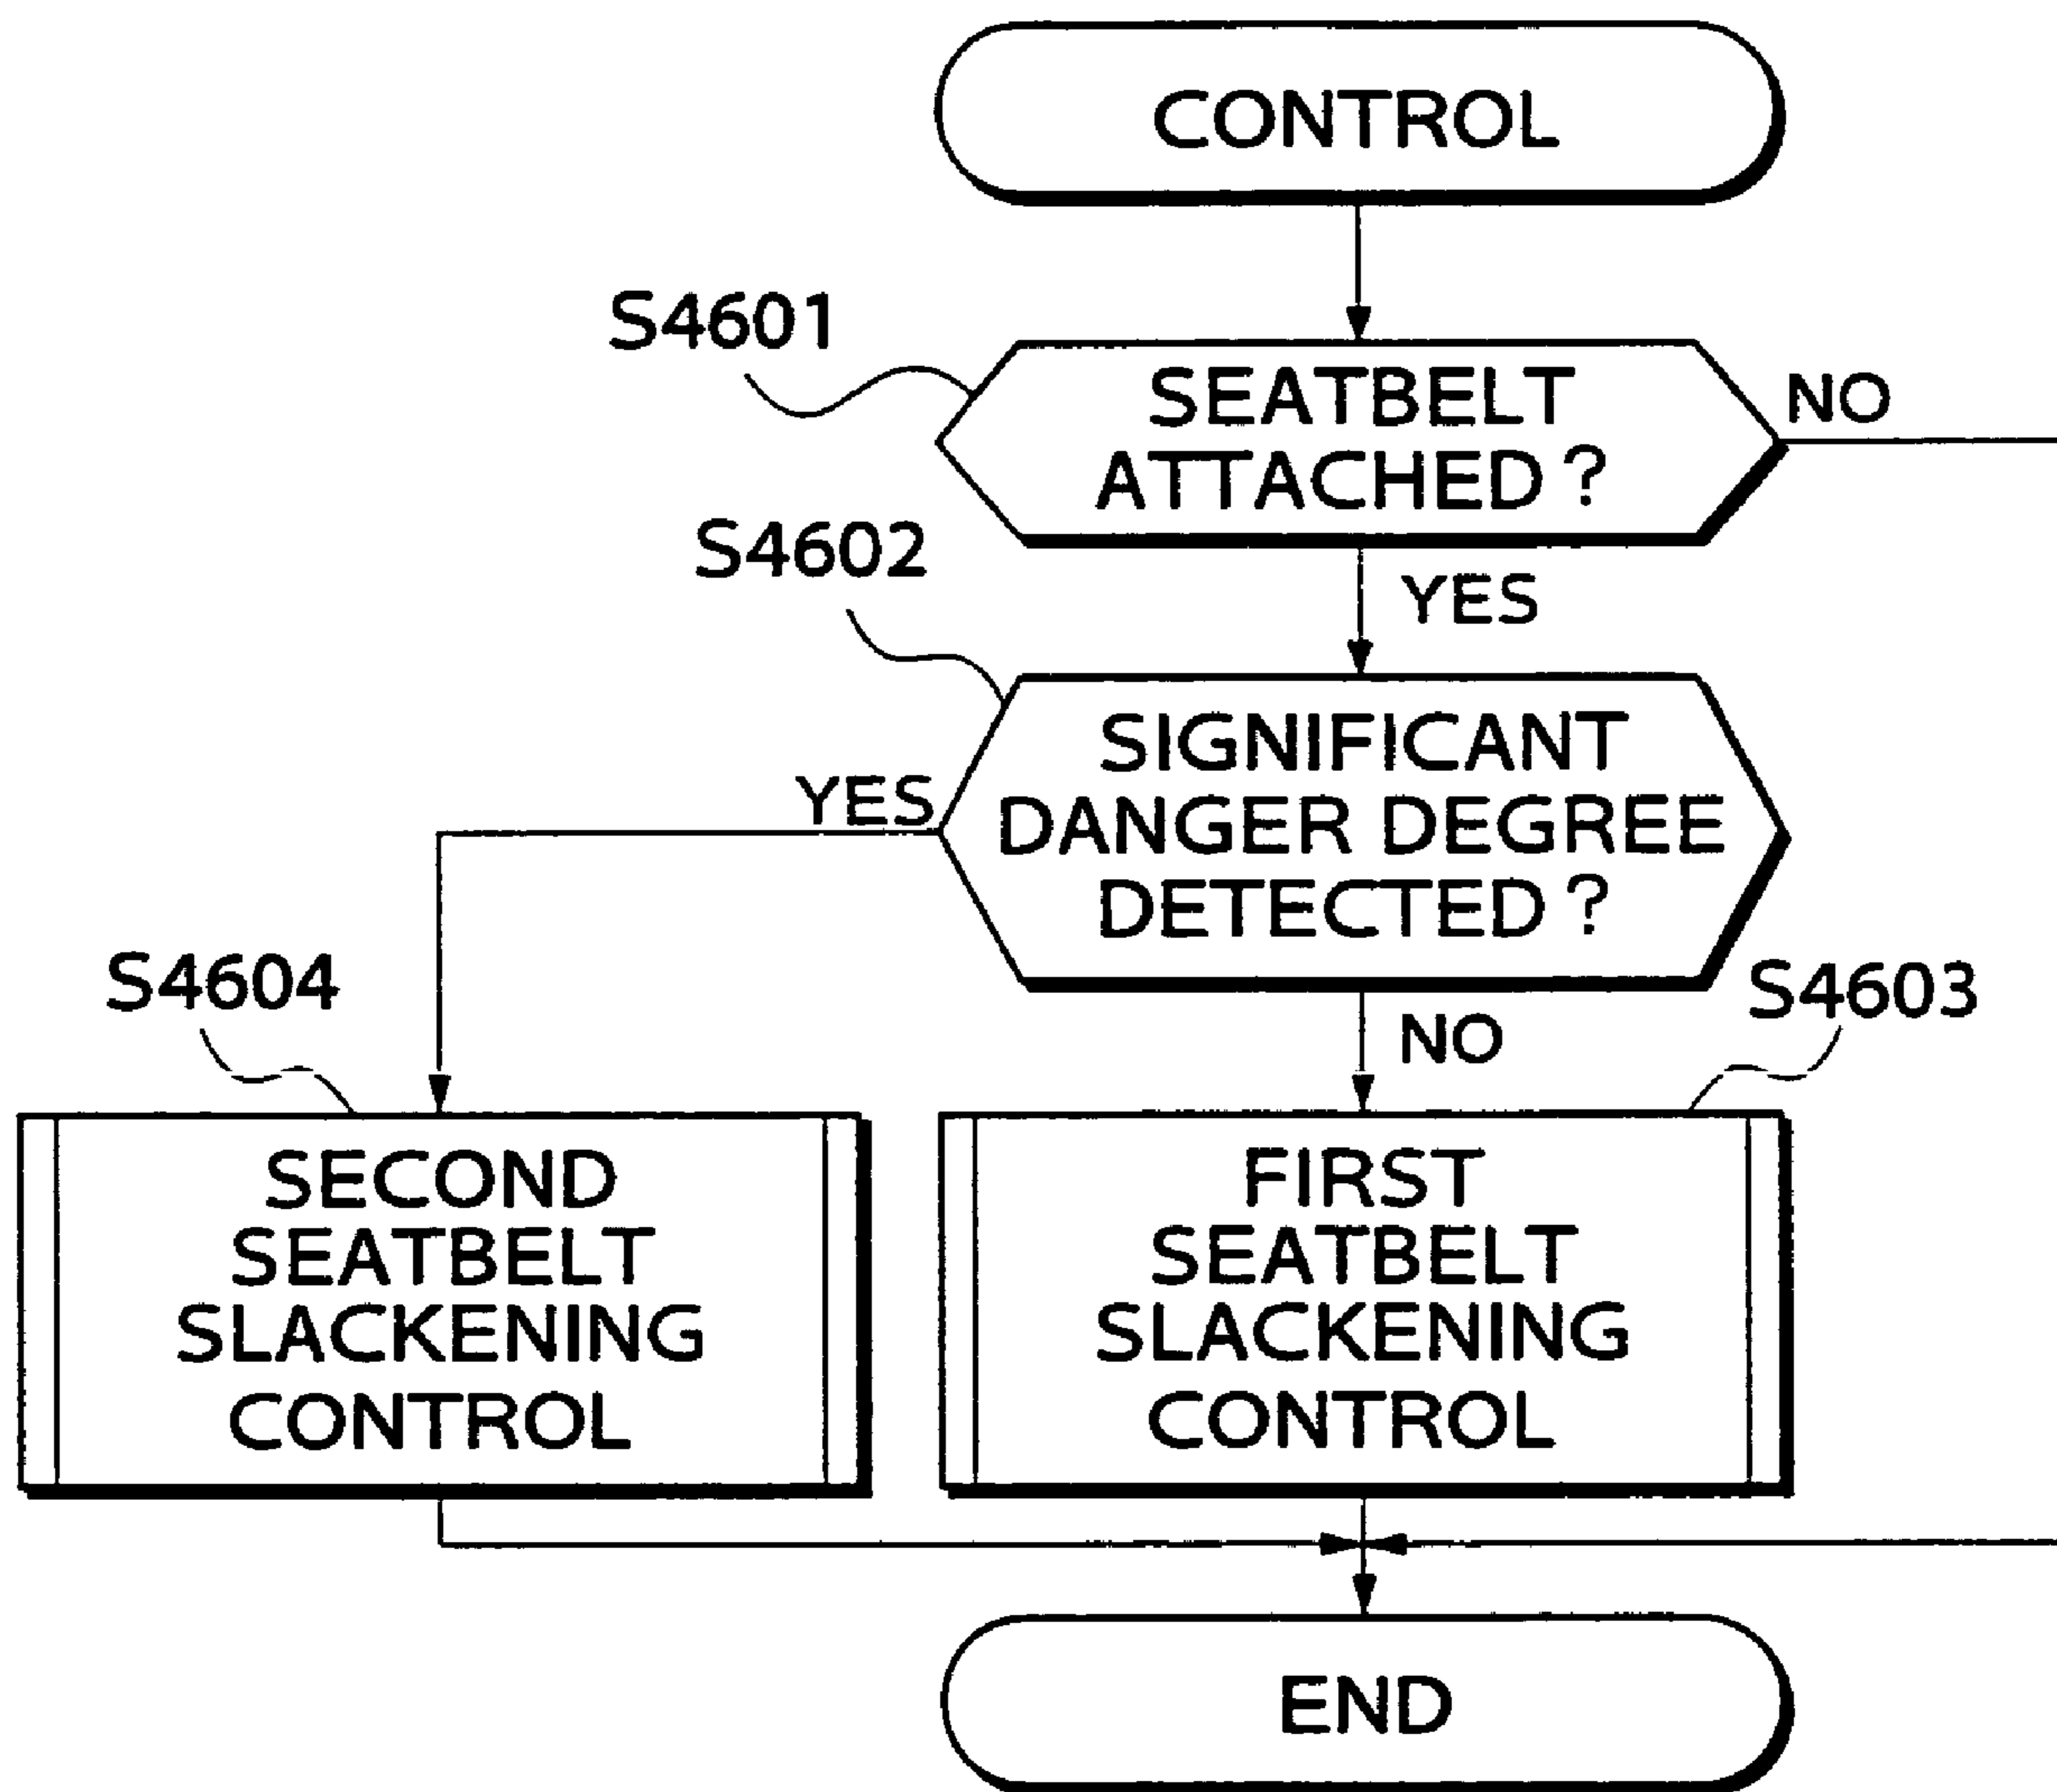 CONTROL
S4601
SEATBELT
ATTACHED ?
NO
S4602
YES
SIGNIFICANT
DANGER DEGREE
DETECTED ?
YES
S4604
S4603
NO
SECOND
SEATBELT
SLACKENING
CONTROL
FIRST
SEATBELT
SLACKENING
CONTROL
END